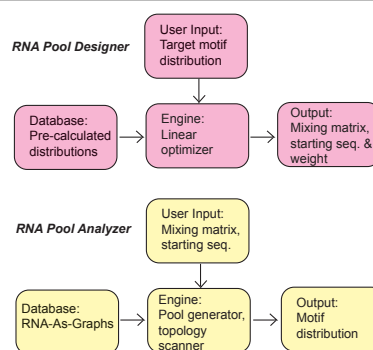 RNA Pool Designer
User Input:
Target motif
distribution
Database:
Pre-calculated
distributions
Engine:
Linear
optimizer
Output:
Mixing matrix,
starting seq. &
weight
RNA Pool Analyzer
User Input:
Mixing matrix,
starting seq.
Database:
RNA-As-Graphs
Engine:
Pool generator,
topology
scanner
Output:
Motif
distribution